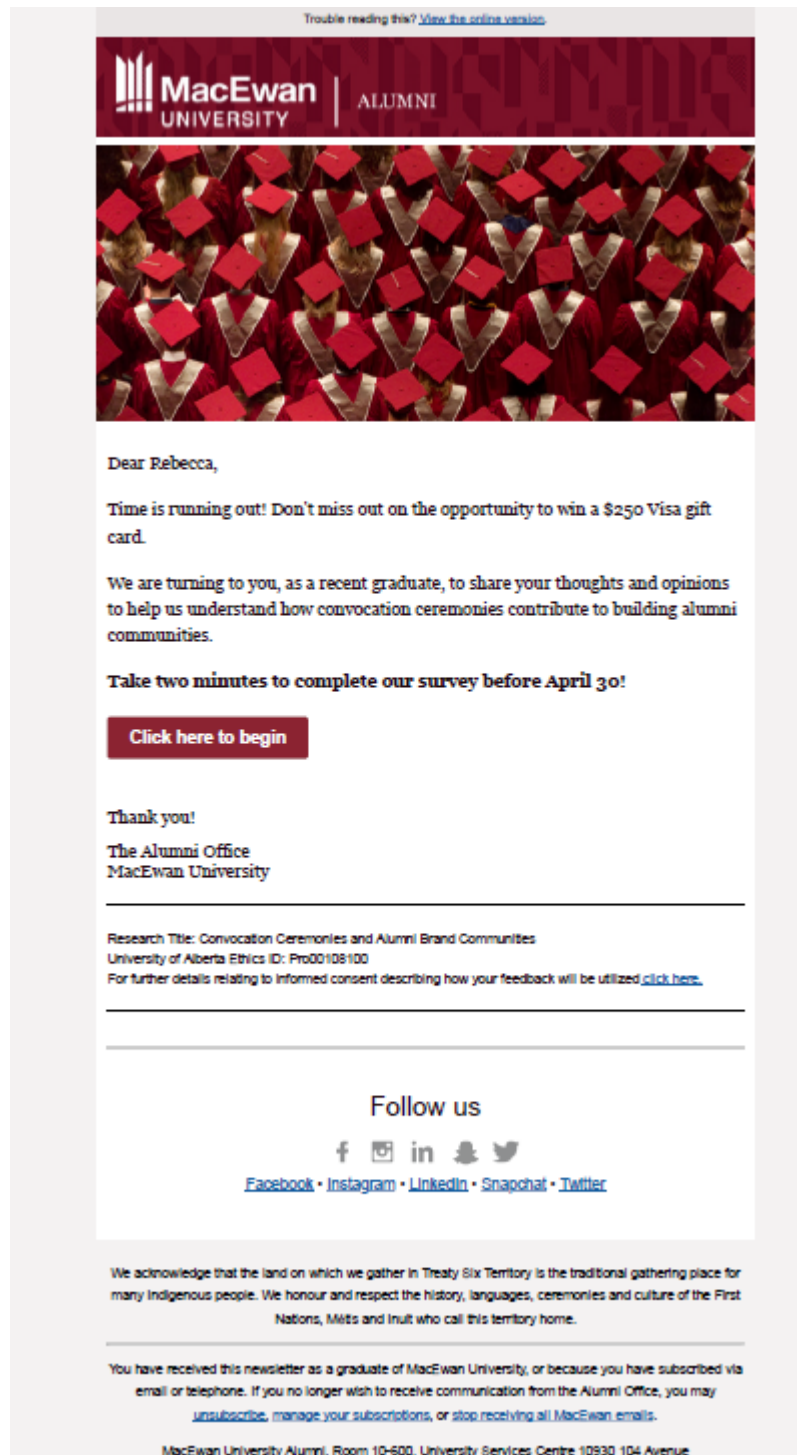 Trouble reading this? View the online version.
MacEwan
UNIVERSITY
ALUMNI
Dear Rebecca,
Time is running out! Don't miss out on the opportunity to win a $250 Visa gift
card.
We are turning to you, as a recent graduate, to share your thoughts and opinions
to help us understand how convocation ceremonies contribute to building alumni
communities.
Take two minutes to complete our survey before April 30!
Click here to begin
Thank you!
The Alumni Office
MacEwan University
Research Title: Convocation Ceremonies and Alumni Brand Communities
University of Alberta Ethics ID: Pro00108100
For further details relating to informed consent describing how your feedback will be utilized click here.
Follow us
Facebook • Instagram • LinkedIn • Snapchat • Twitter
We acknowledge that the land on which we gather in Treaty Six Territory is the traditional gathering place for
many Indigenous people. We honour and respect the history, languages, ceremonies and culture of the First
Nations, Métis and Inuit who call this territory home.
You have received this newsletter as a graduate of MacEwan University, or because you have subscribed via
email or telephone. If you no longer wish to receive communication from the Alumni Office, you may
unsubscribe, manage your subscriptions, or stop receiving all MacEwan emails.
MacEwan University Alumni, Room 10-600, University Services Centre 10930 104 Avenue